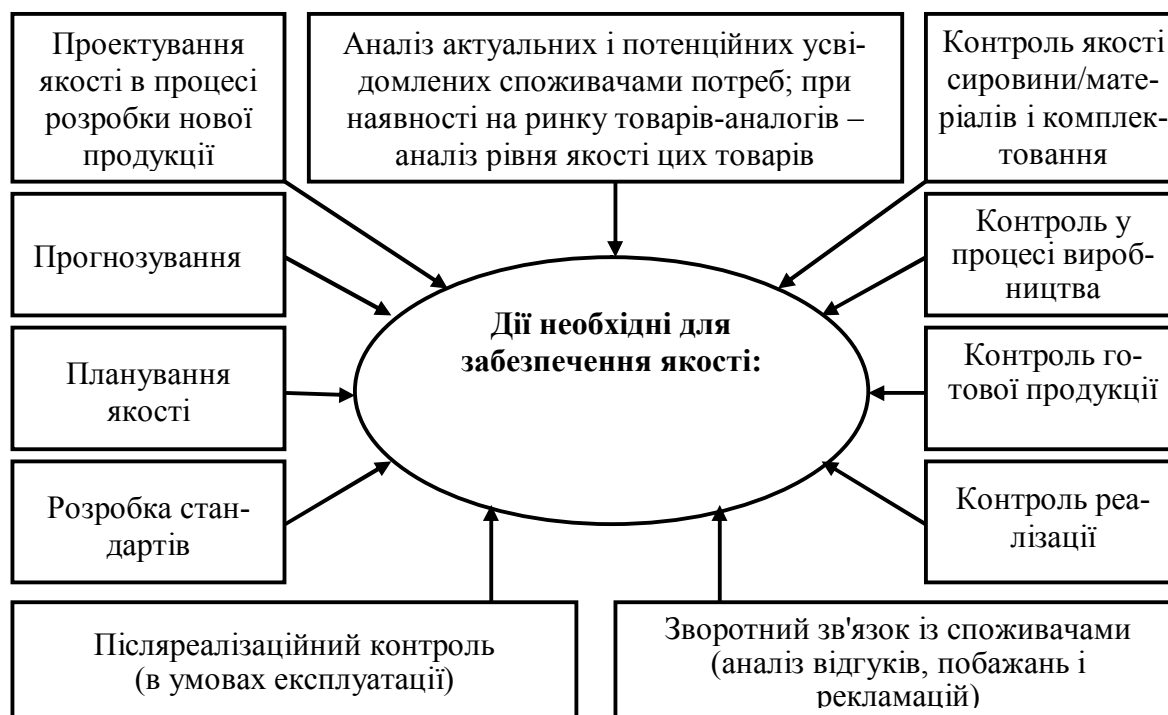 Проектування
якості в процесі
розробки нової
продукції
Аналіз актуальних і потенційних усві-
домлених споживачами потреб; при
наявності на ринку товарів-аналогів –
аналіз рівня якості цих товарів
Контроль якості
сировини/мате-
ріалів і комплек-
товання
Прогнозування
Контроль у
процесі вироб-
ництва
Дії необхідні для
забезпечення якості:
Планування
якості
Контроль го-
тової продукції
Розробка стан-
дартів
Контроль реа-
лізації
Післяреалізаційний контроль
(в умовах експлуатації)
Зворотний зв'язок із споживачами
(аналіз відгуків, побажань і
рекламацій)